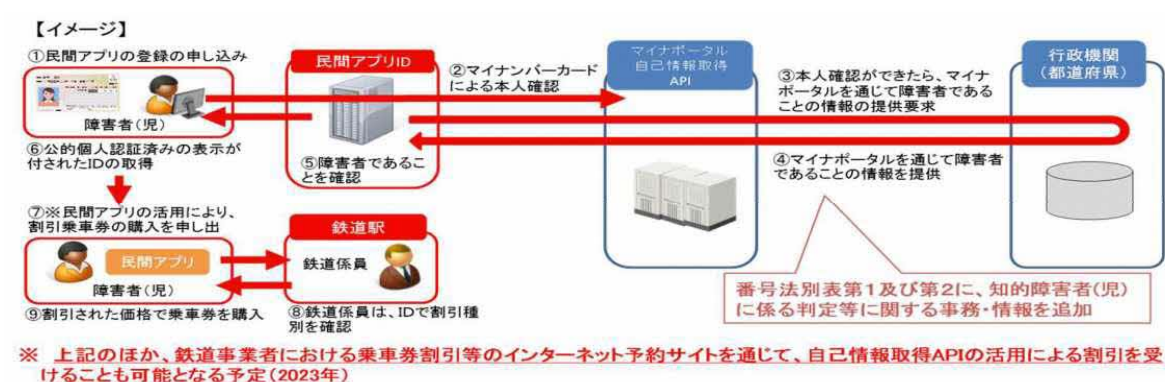 【イメージ】
①民間アプリの登録の申し込み
障害者(児)
⑥公的個人認証済みの表示が
付されたIDの取得
⑦※民間アプリの活用により、
割引乗車券の購入を申し出
民間アプリ
障害者(児)
⑨割引された価格で乗車券を購入
民間アプリID
⑤障害者であるこ
とを確認
鉄道駅
鉄道係員
⑧鉄道係員は、IDで割引種
別を確認
②マイナンバーカード
による本人確認
マイナポータル
自己情報取得
API
③本人確認ができたら、マイナ
ポータルを通じて障害者である
ことの情報の提供要求
④マイナポータルを通じて障害者
であることの情報を提供
行政機関
(都道府県)
番号法別表第1及び第2に、知的障害者(児)
に係る判定等に関する事務・情報を追加
※ 上記のほか、鉄道事業者における乗車券割引等のインターネット予約サイトを通じて、自己情報取得APIの活用による割引を受
けることも可能となる予定(2023年)